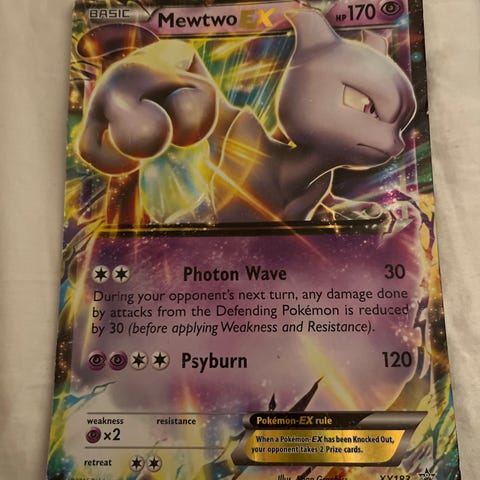 BASIC Mewtwo EX HP 170
Photon Wave 30
During your opponent's next turn, any damage done
by attacks from the Defending Pokémon is reduced
by 30 (before applying Weakness and Resistance).
Psyburn 120
weakness resistance
×2
Pokémon-EX rule
When a Pokémon-EX has been Knocked Out,
your opponent takes 2 Prize cards.
retreat
XY183